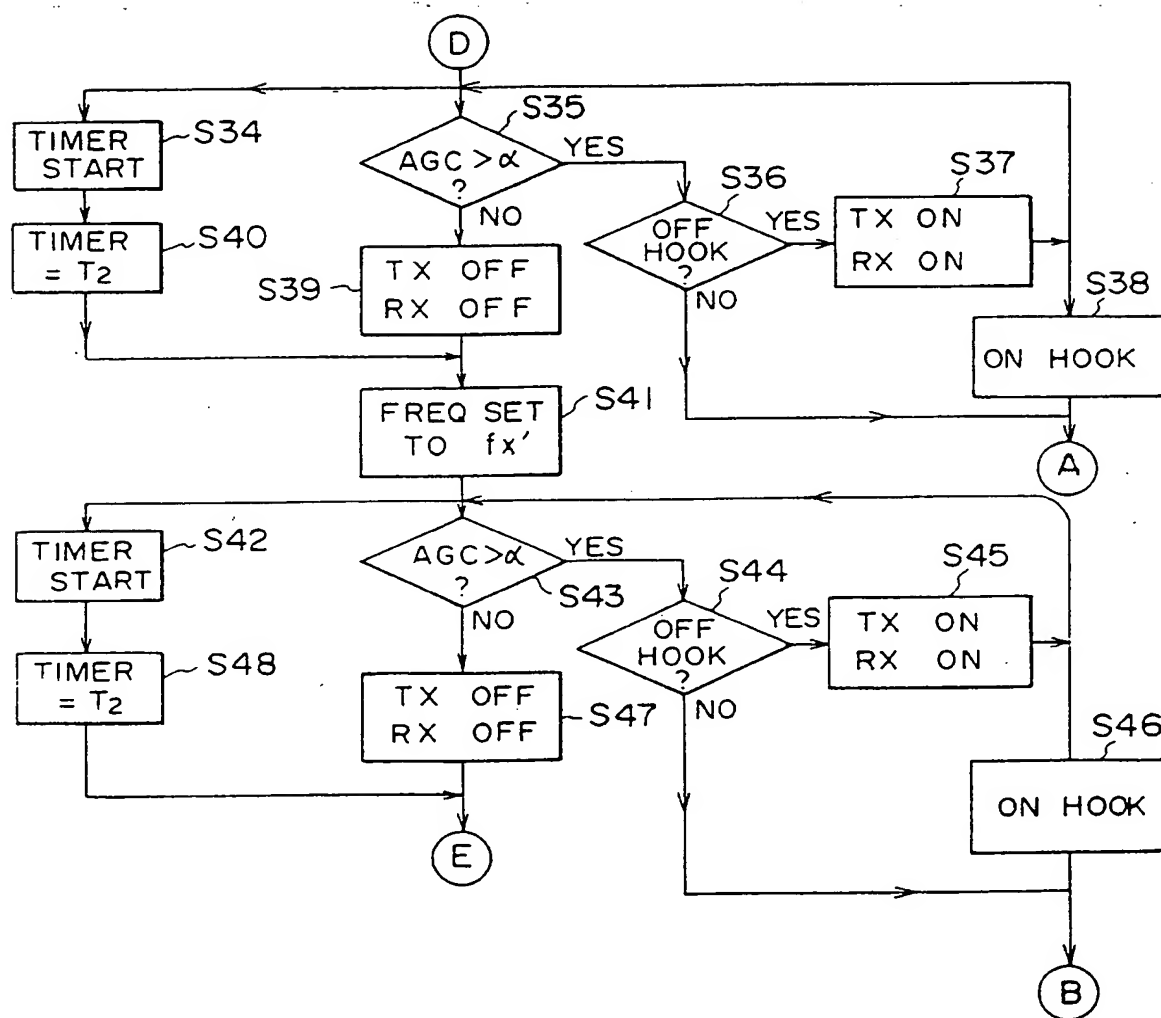 D
TIMER
START
S34
AGC>α
?
S35
YES
NO
OFF
HOOK
?
S36
YES
NO
TX ON
RX ON
S37
TIMER
= T2
S40
S39
TX OFF
RX OFF
S38
ON HOOK
FREQ SET
TO fx'
S41
A
TIMER
START
S42
AGC>α
?
S43
YES
NO
OFF
HOOK
?
S44
YES
NO
TX ON
RX ON
S45
TIMER
= T2
S48
TX OFF
RX OFF
S47
S46
ON HOOK
E
B